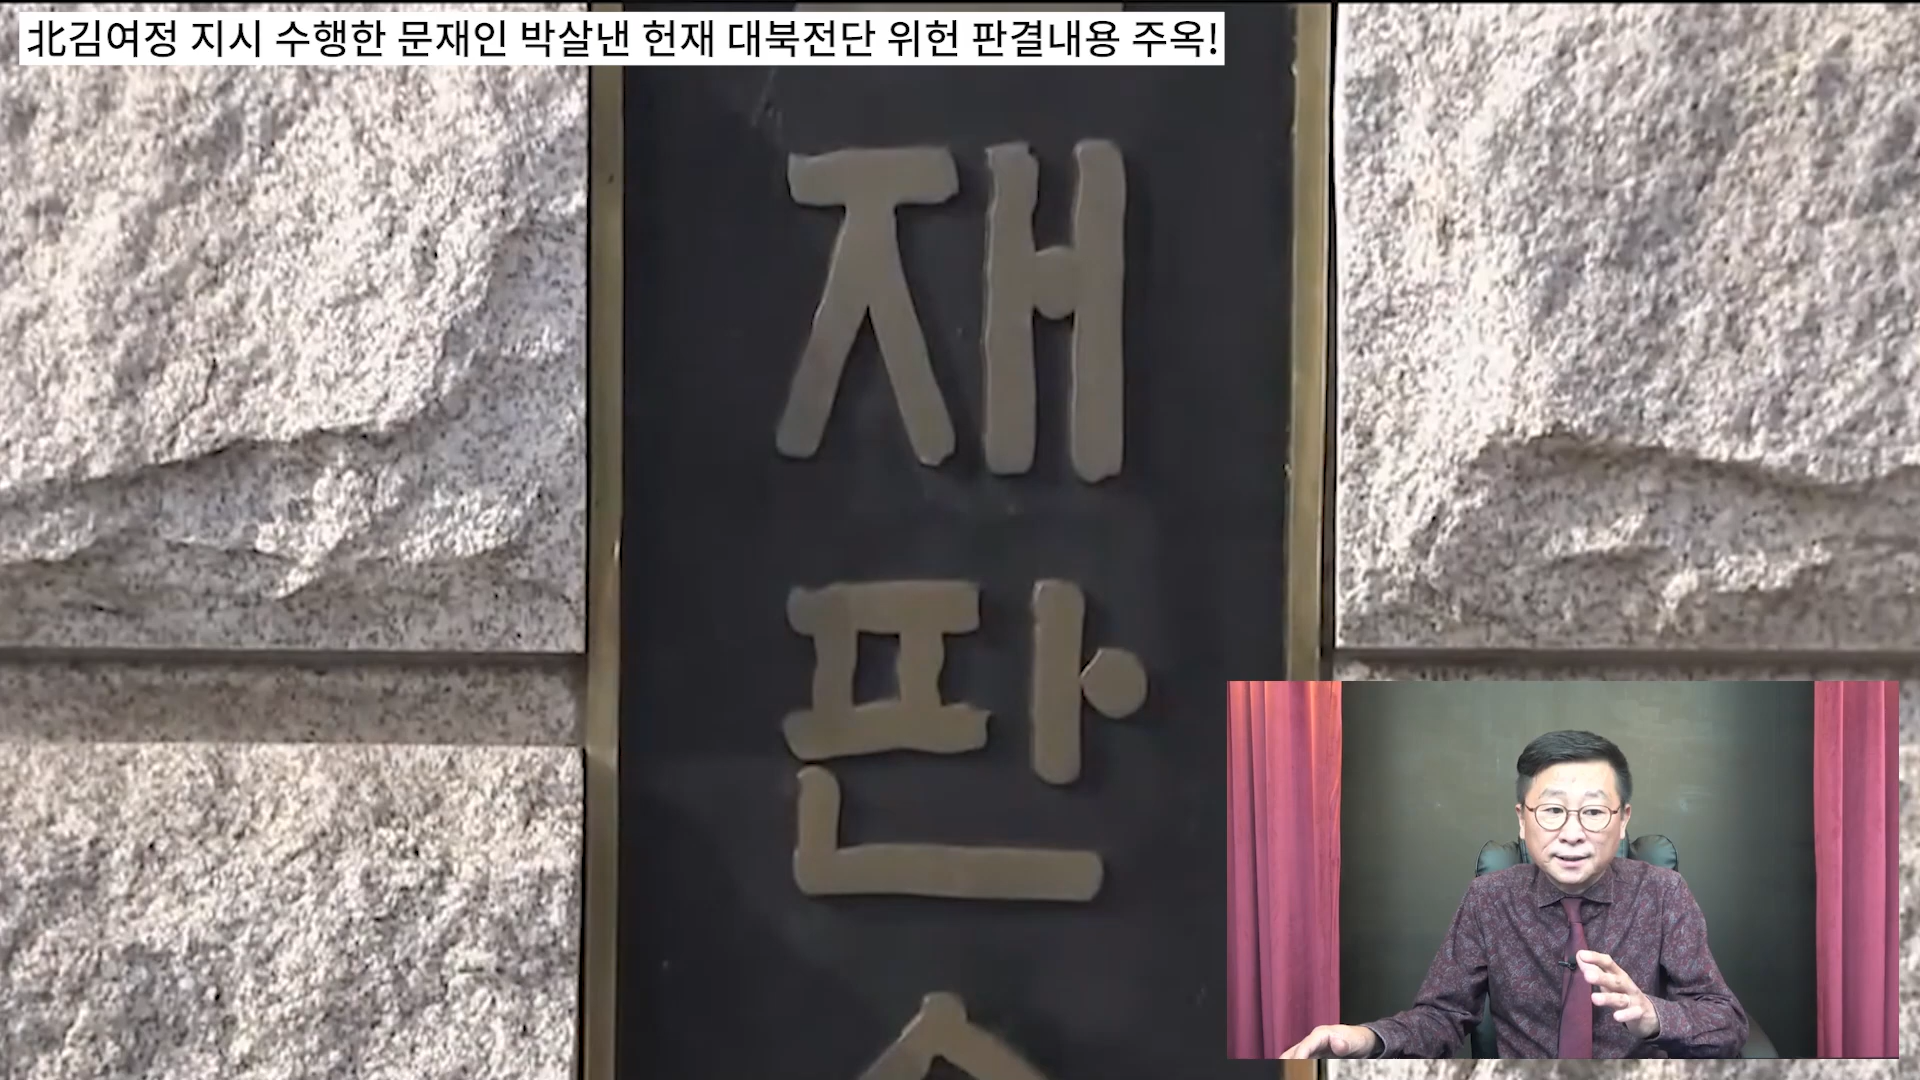 北김여정 지시 수행한 문재인 박살낸 헌재 대북전단 위헌 판결내용 주옥!
재
판